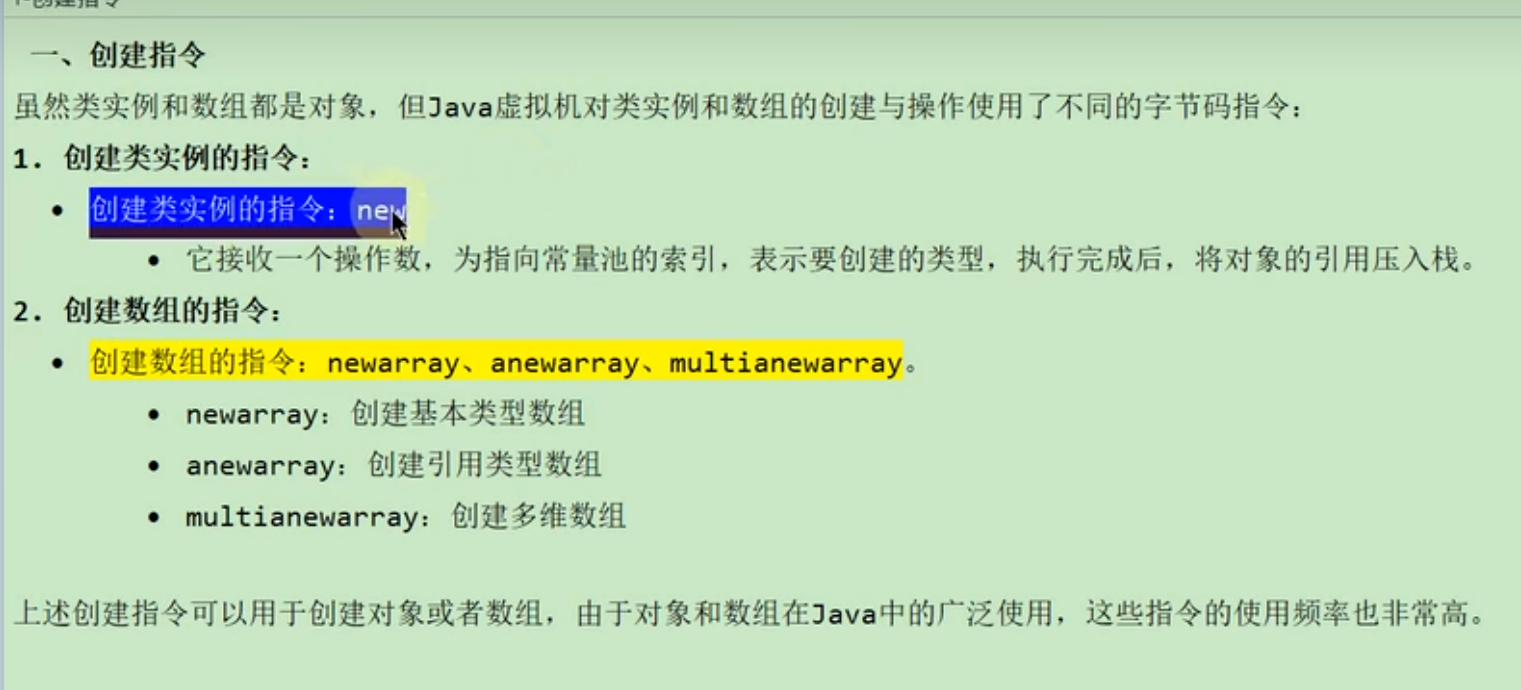 1-创建指令
一、创建指令
虽然类实例和数组都是对象，但Java虚拟机对类实例和数组的创建与操作使用了不同的字节码指令：
1. 创建类实例的指令：
• 创建类实例的指令：new
• 它接收一个操作数，为指向常量池的索引，表示要创建的类型，执行完成后，将对象的引用压入栈。
2. 创建数组的指令：
• 创建数组的指令：newarray、anewarray、multianewarray。
• newarray：创建基本类型数组
• anewarray：创建引用类型数组
• multianewarray：创建多维数组
上述创建指令可以用于创建对象或者数组，由于对象和数组在Java中的广泛使用，这些指令的使用频率也非常高。